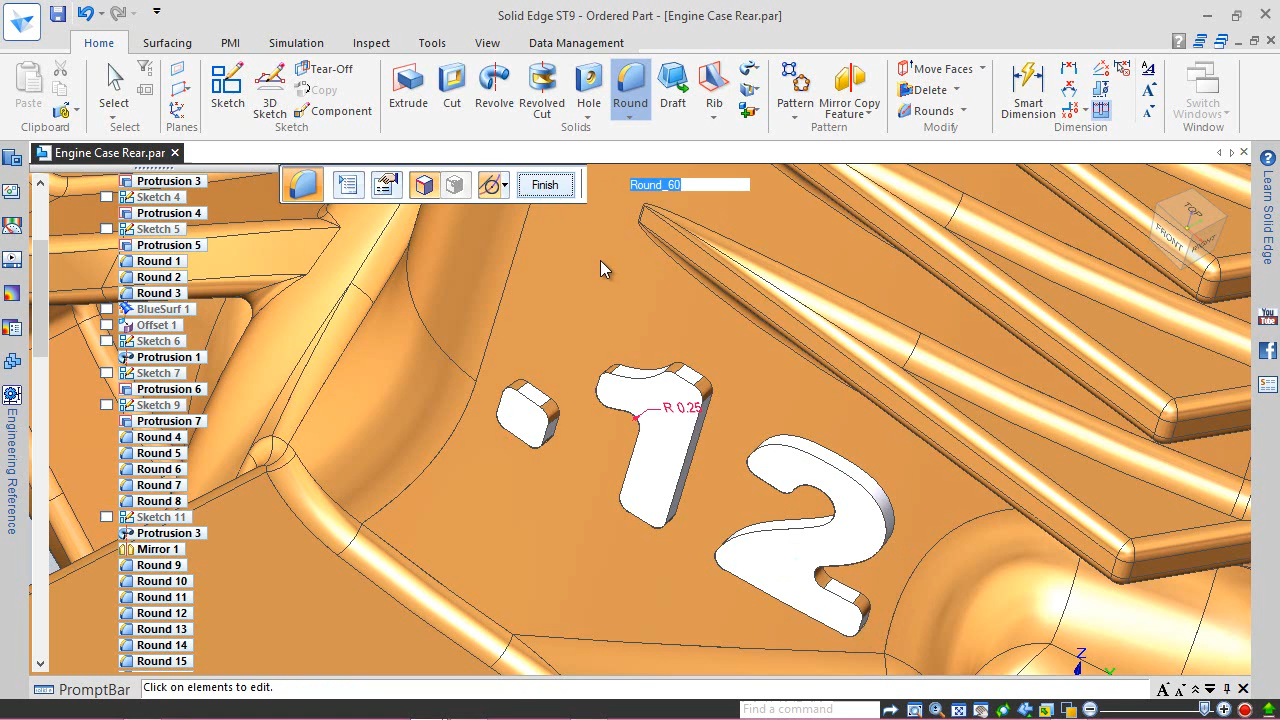 Solid Edge ST9 - Ordered Part - [Engine Case Rear.par]
Home Surfacing PMI Simulation Inspect Tools View Data Management
Paste
Clipboard
Select
Select
Planes
Sketch
3D Sketch
Tear-Off
Copy
Component
Sketch
Extrude
Cut
Revolve
Revolved Cut
Hole
Round
Draft
Rib
Solids
Pattern
Mirror Copy Feature
Pattern
Move Faces
Delete
Rounds
Modify
Smart Dimension
Dimension
Switch Windows
Window
Engine Case Rear.par
Finish
Round_60
Protrusion 3
Sketch 4
Protrusion 4
Sketch 5
Protrusion 5
Round 1
Round 2
Round 3
BlueSurf 1
Offset 1
Sketch 6
Protrusion 1
Sketch 7
Protrusion 6
Sketch 9
Protrusion 7
Round 4
Round 5
Round 6
Round 7
Round 8
Sketch 11
Protrusion 3
Mirror 1
Round 9
Round 10
Round 11
Round 12
Round 13
Round 14
Round 15
Engineering Reference
R 0.25
12
TOP
FRONT
RIGHT
Z
Y
Learn Solid Edge
You Tube
PromptBar
Click on elements to edit.
Find a command